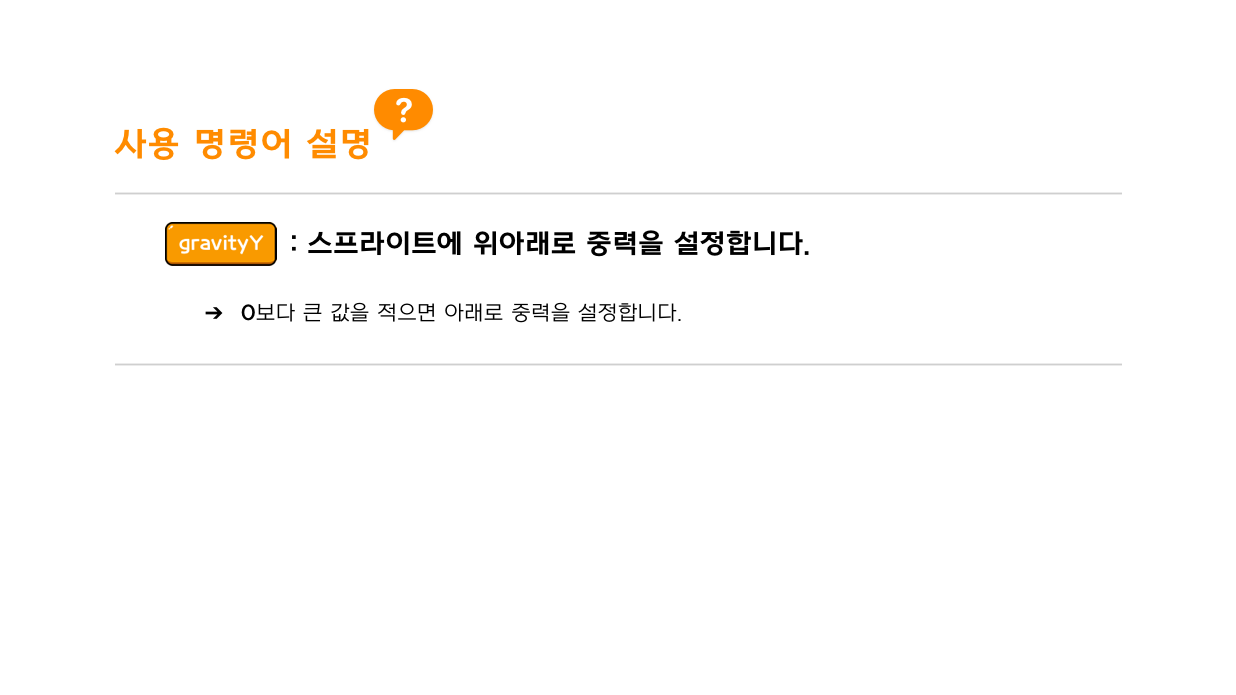 사용 명령어 설명 ?
gravityY : 스프라이트에 위아래로 중력을 설정합니다.
➔ 0보다 큰 값을 적으면 아래로 중력을 설정합니다.